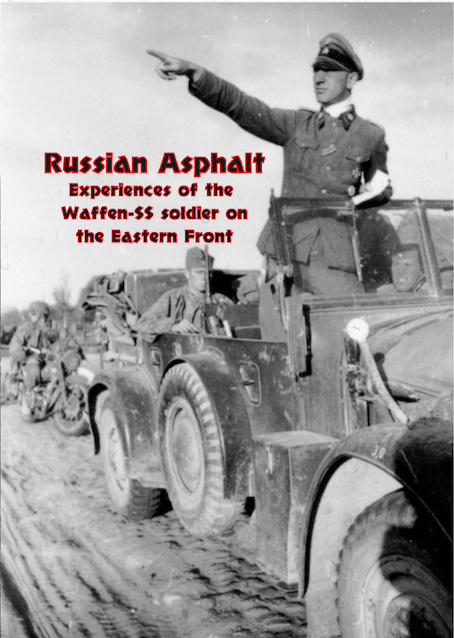 Russian Asphalt
Experiences of the
Waffen-SS soldier on
the Eastern Front